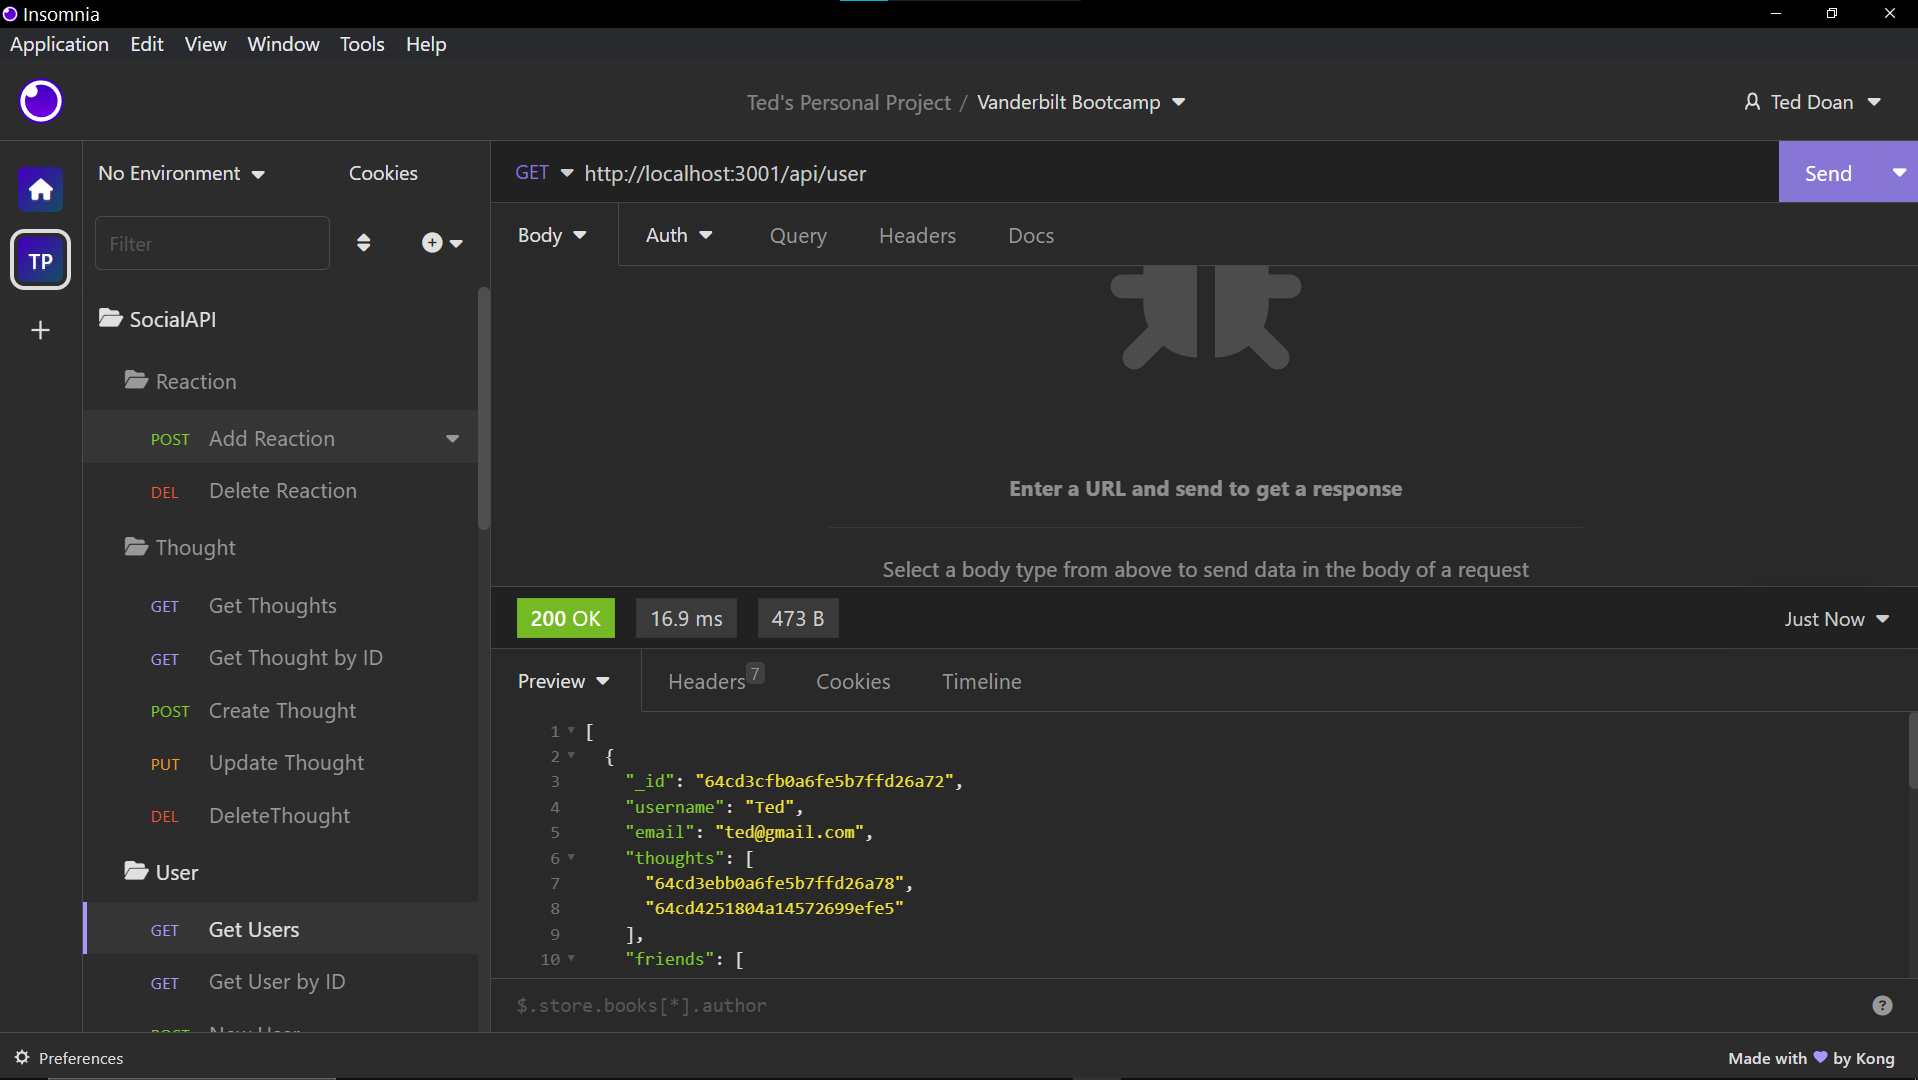 Insomnia
Application Edit View Window Tools Help
Ted's Personal Project / Vanderbilt Bootcamp
Ted Doan
No Environment
Cookies
GET http://localhost:3001/api/user
Send
TP
Filter
Body
Auth
Query
Headers
Docs
SocialAPI
Reaction
POST Add Reaction
DEL Delete Reaction
Thought
GET Get Thoughts
GET Get Thought by ID
POST Create Thought
PUT Update Thought
DEL DeleteThought
User
GET Get Users
GET Get User by ID
POST New User
Enter a URL and send to get a response
Select a body type from above to send data in the body of a request
200 OK
16.9 ms
473 B
Just Now
Preview
Headers 7
Cookies
Timeline
1 [
2 {
3 "_id": "64cd3cfb0a6fe5b7ffd26a72",
4 "username": "Ted",
5 "email": "ted@gmail.com",
6 "thoughts": [
7 "64cd3ebb0a6fe5b7ffd26a78",
8 "64cd4251804a14572699efe5"
9 ],
10 "friends": [
$.store.books[*].author
Preferences
Made with 💜 by Kong